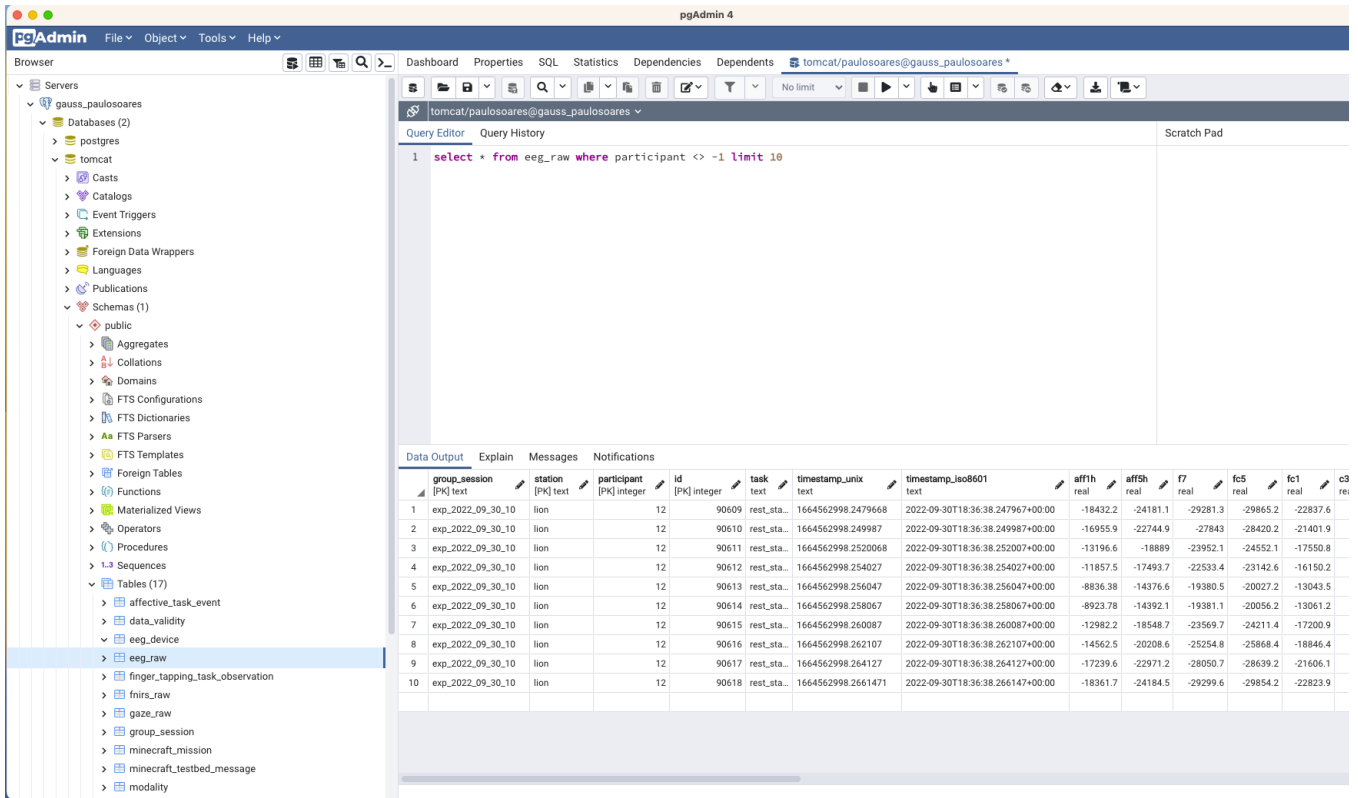 pgAdmin 4
pgAdmin File Object Tools Help
Browser
Dashboard Properties SQL Statistics Dependencies Dependents tomcat/paulosoares@gauss_paulosoares *
No limit
tomcat/paulosoares@gauss_paulosoares
Query Editor Query History Scratch Pad
1 select * from eeg_raw where participant <> -1 limit 10
Servers
gauss_paulosoares
Databases (2)
postgres
tomcat
Casts
Catalogs
Event Triggers
Extensions
Foreign Data Wrappers
Languages
Publications
Schemas (1)
public
Aggregates
Collations
Domains
FTS Configurations
FTS Dictionaries
FTS Parsers
FTS Templates
Foreign Tables
Functions
Materialized Views
Operators
Procedures
1..3 Sequences
Tables (17)
affective_task_event
data_validity
eeg_device
eeg_raw
finger_tapping_task_observation
fnirs_raw
gaze_raw
group_session
minecraft_mission
minecraft_testbed_message
modality
Data Output Explain Messages Notifications
group_session station participant id task timestamp_unix timestamp_iso8601 aff1h aff5h f7 fc5 fc1 c3
[PK] text [PK] text [PK] integer [PK] integer text text text real real real real real rea
1 exp_2022_09_30_10 lion 12 90609 rest_sta... 1664562998.2479668 2022-09-30T18:36:38.247967+00:00 -18432.2 -24181.1 -29281.3 -29865.2 -22837.6
2 exp_2022_09_30_10 lion 12 90610 rest_sta... 1664562998.249987 2022-09-30T18:36:38.249987+00:00 -16955.9 -22744.9 -27843 -28420.2 -21401.9
3 exp_2022_09_30_10 lion 12 90611 rest_sta... 1664562998.2520068 2022-09-30T18:36:38.252007+00:00 -13196.6 -18889 -23952.1 -24552.1 -17550.8
4 exp_2022_09_30_10 lion 12 90612 rest_sta... 1664562998.254027 2022-09-30T18:36:38.254027+00:00 -11857.5 -17493.7 -22533.4 -23142.6 -16150.2
5 exp_2022_09_30_10 lion 12 90613 rest_sta... 1664562998.256047 2022-09-30T18:36:38.256047+00:00 -8836.38 -14376.6 -19380.5 -20027.2 -13043.5
6 exp_2022_09_30_10 lion 12 90614 rest_sta... 1664562998.258067 2022-09-30T18:36:38.258067+00:00 -8923.78 -14392.1 -19381.1 -20056.2 -13061.2
7 exp_2022_09_30_10 lion 12 90615 rest_sta... 1664562998.260087 2022-09-30T18:36:38.260087+00:00 -12982.2 -18548.7 -23569.7 -24211.4 -17200.9
8 exp_2022_09_30_10 lion 12 90616 rest_sta... 1664562998.262107 2022-09-30T18:36:38.262107+00:00 -14562.5 -20208.6 -25254.8 -25868.4 -18846.4
9 exp_2022_09_30_10 lion 12 90617 rest_sta... 1664562998.264127 2022-09-30T18:36:38.264127+00:00 -17239.6 -22971.2 -28050.7 -28639.2 -21606.1
10 exp_2022_09_30_10 lion 12 90618 rest_sta... 1664562998.2661471 2022-09-30T18:36:38.266147+00:00 -18361.7 -24184.5 -29299.6 -29854.2 -22823.9